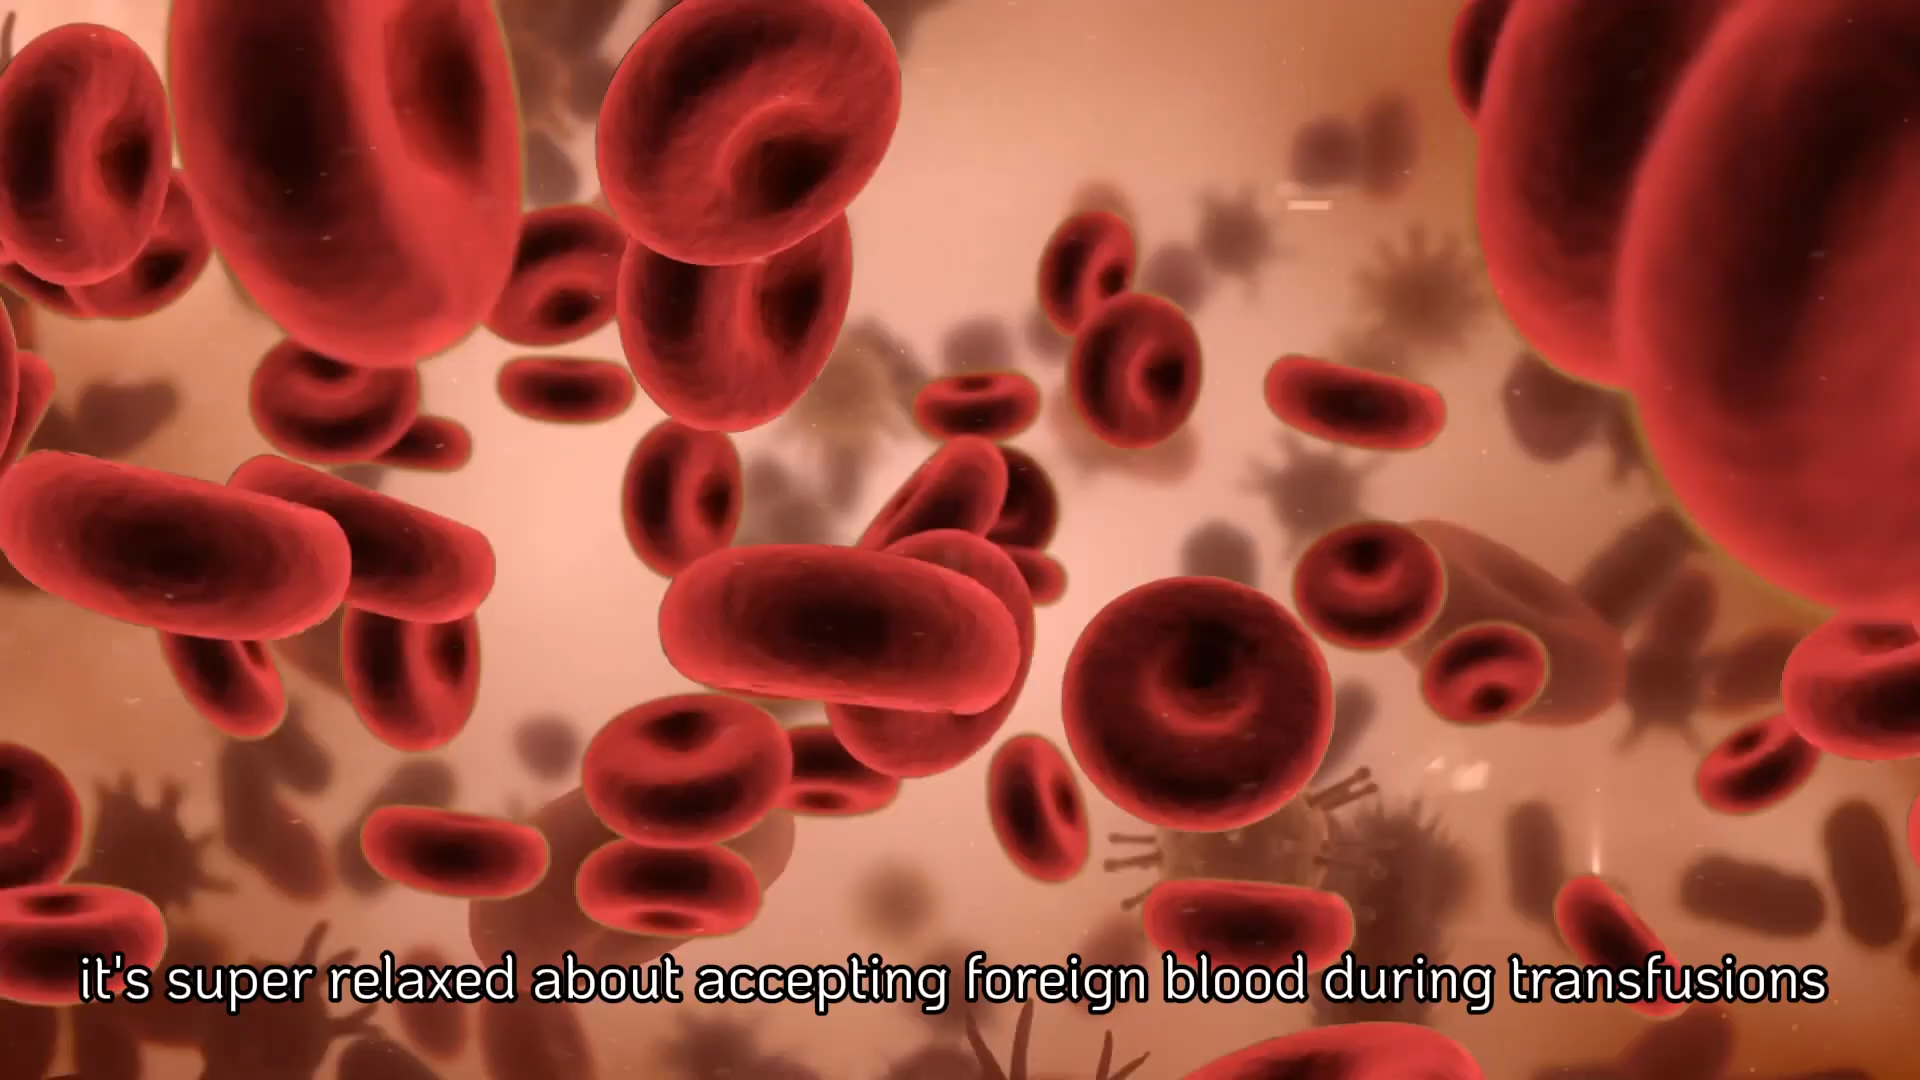 it's super relaxed about accepting foreign blood during transfusions